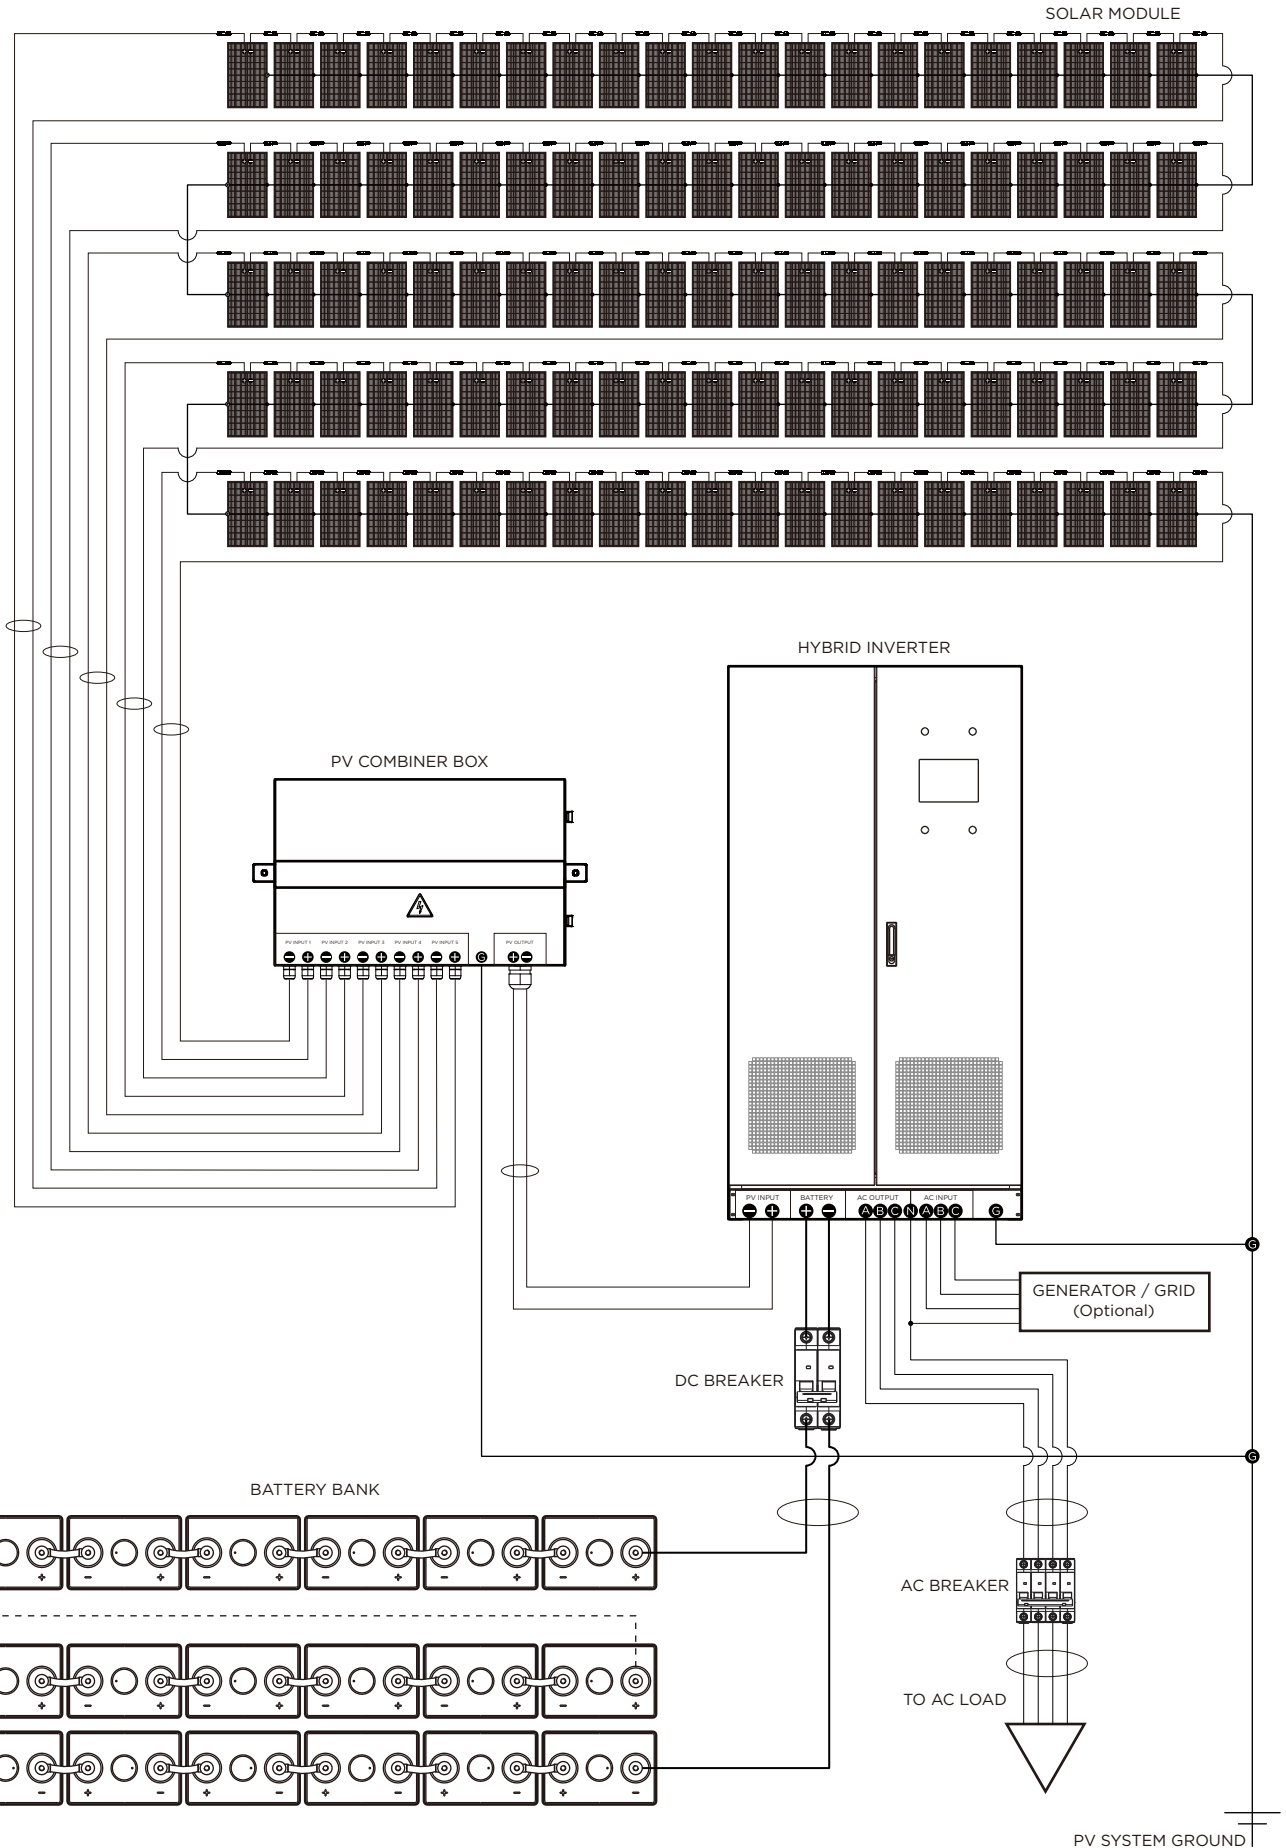 SOLAR MODULE
HYBRID INVERTER
PV COMBINER BOX
PV INPUT 1 PV INPUT 2 PV INPUT 3 PV INPUT 4 PV INPUT 5 PV OUTPUT
G
PV INPUT BATTERY AC OUTPUT AC INPUT
A B C N A B C G
G
GENERATOR / GRID
(Optional)
DC BREAKER
G
BATTERY BANK
AC BREAKER
TO AC LOAD
PV SYSTEM GROUND